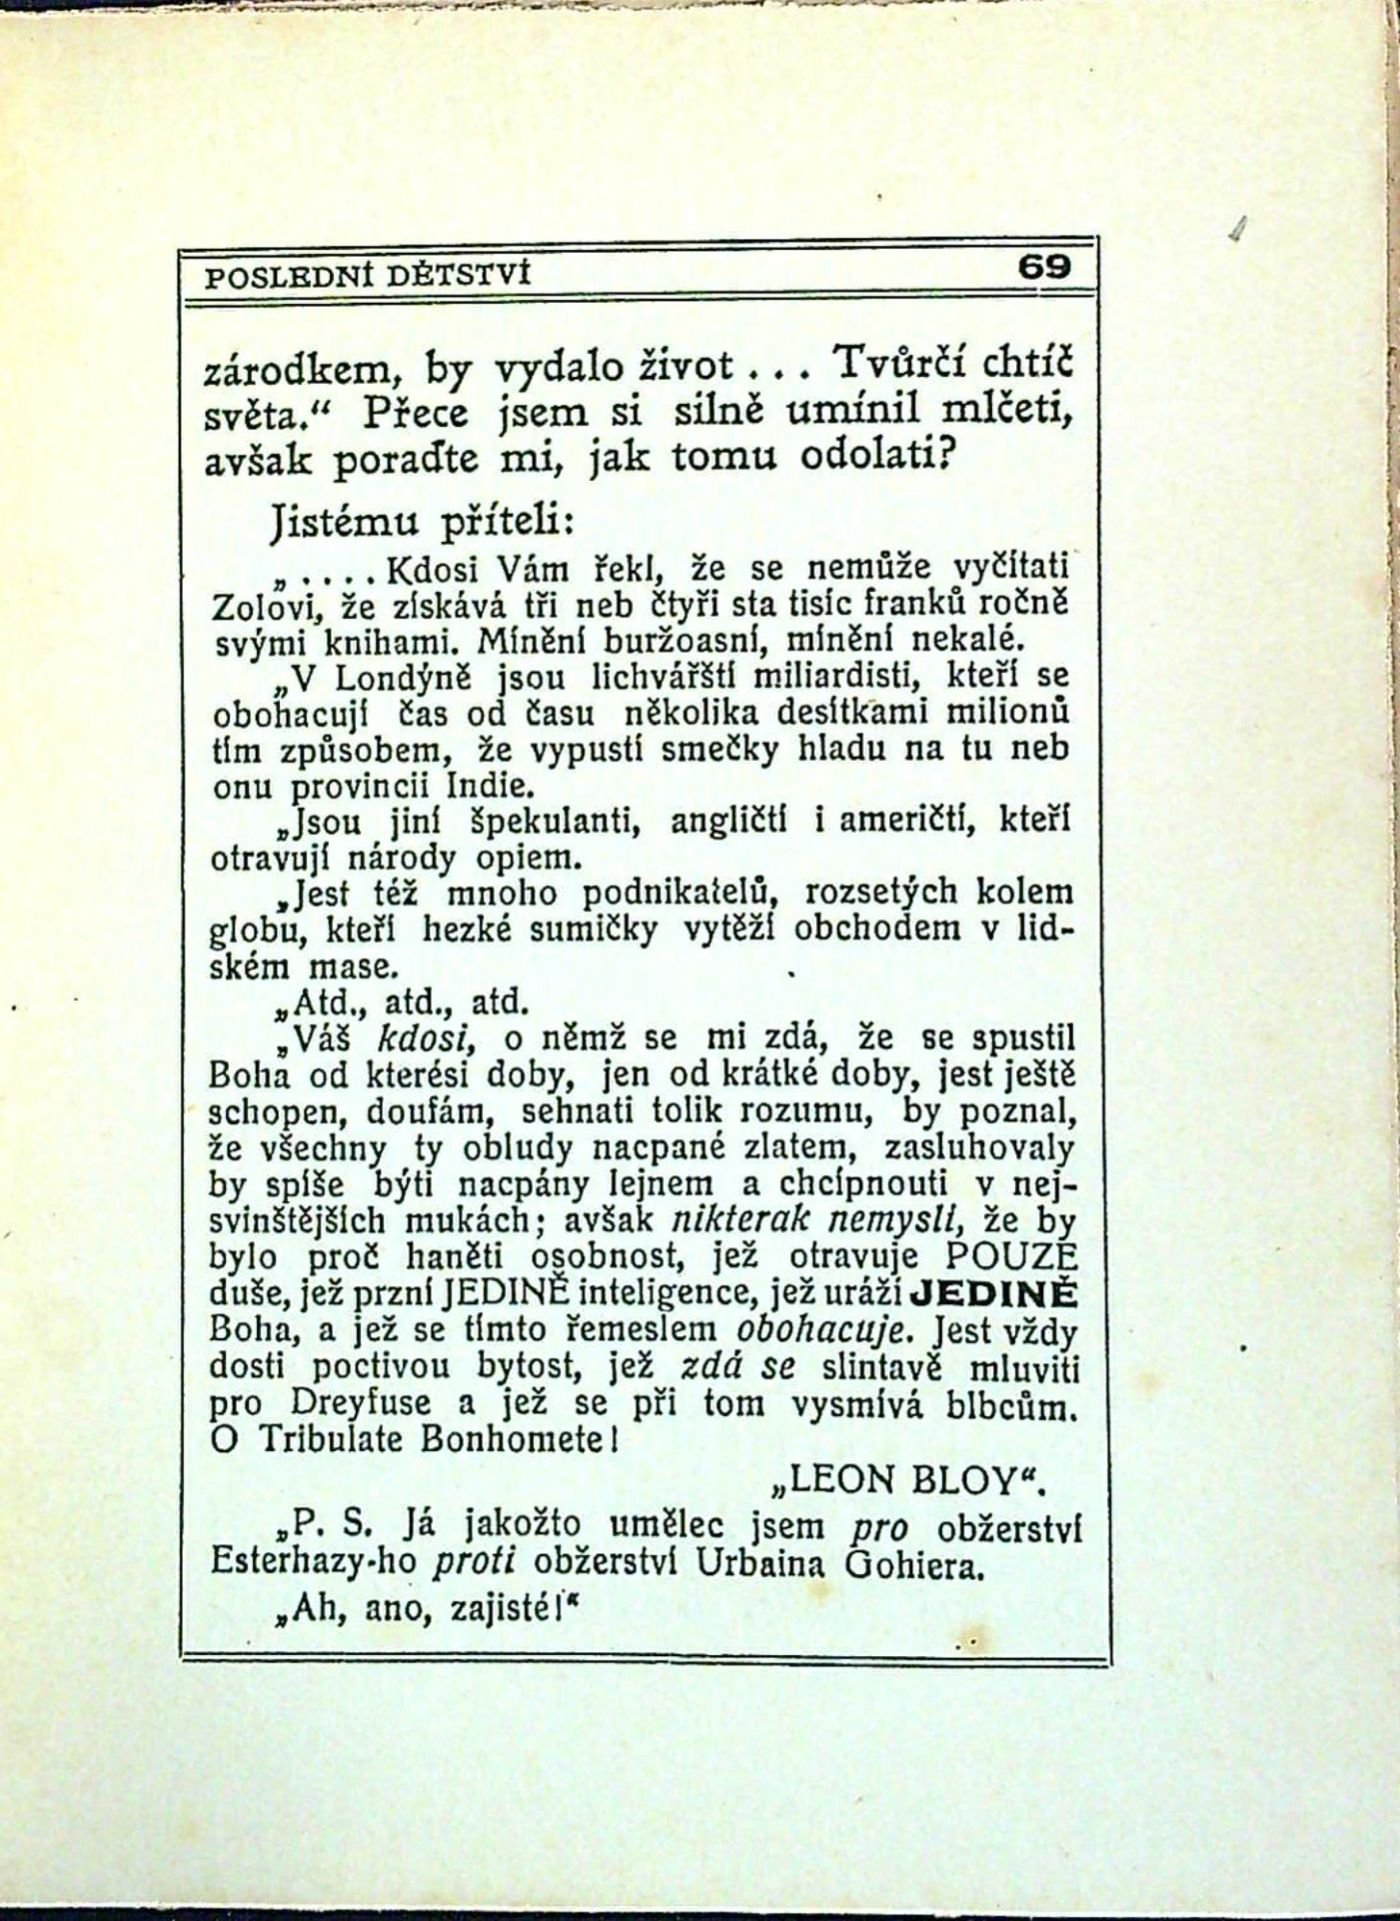 POSLEDNÍ DĚTSTVÍ 69
zárodkem, by vydalo život . . . Tvůrčí chtíč
světa.“ Přece jsem si silně umínil mlčeti,
avšak poraďte mi, jak tomu odolati?
Jistému příteli:
„ . . . . Kdosi Vám řekl, že se nemůže vyčítati
Zolovi, že získává tři neb čtyři sta tisíc franků ročně
svými knihami. Mínění buržoasní, mínění nekalé.
„V Londýně jsou lichvářští miliardisti, kteří se
obohacují čas od času několika desítkami milionů
tím způsobem, že vypustí smečky hladu na tu neb
onu provincii Indie.
„Jsou jiní špekulanti, angličtí i američtí, kteří
otravují národy opiem.
„Jest též mnoho podnikatelů, rozsetých kolem
globu, kteří hezké sumičky vytěží obchodem v lid-
ském mase.
„Atd., atd., atd.
„Váš kdosi, o němž se mi zdá, že se spustil
Boha od kterési doby, jen od krátké doby, jest ještě
schopen, doufám, sehnati tolik rozumu, by poznal,
že všechny ty obludy nacpané zlatem, zasluhovaly
by spíše býti nacpány lejnem a chcípnouti v nej-
svinštějších mukách; avšak nikterak nemyslí, že by
bylo proč haněti osobnost, jež otravuje POUZE
duše, jež przní JEDINĚ inteligence, jež uráží JEDINĚ
Boha, a jež se tímto řemeslem obohacuje. Jest vždy
dosti poctivou bytost, jež zdá se slintavě mluviti
pro Dreyfuse a jež se při tom vysmívá blbcům.
O Tribulate Bonhomete!
„LEON BLOY“.
„P. S. Já jakožto umělec jsem pro obžerství
Esterhazy-ho proti obžerství Urbaina Gohiera.
„Ah, ano, zajisté!“